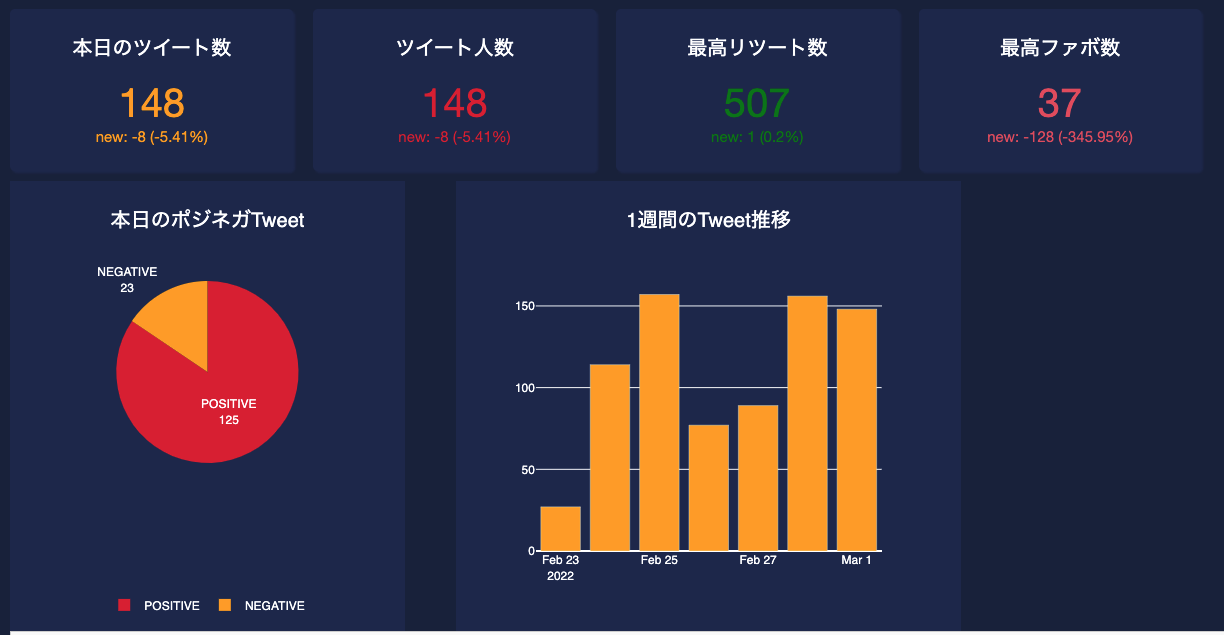 本日のツイート数
148
new: -8 (-5.41%)
ツイート人数
148
new: -8 (-5.41%)
最高リツート数
507
new: 1 (0.2%)
最高ファボ数
37
new: -128 (-345.95%)
本日のポジネガTweet
NEGATIVE
23
POSITIVE
125
POSITIVE
NEGATIVE
1週間のTweet推移
150
100
50
0
Feb 23
2022
Feb 25
Feb 27
Mar 1